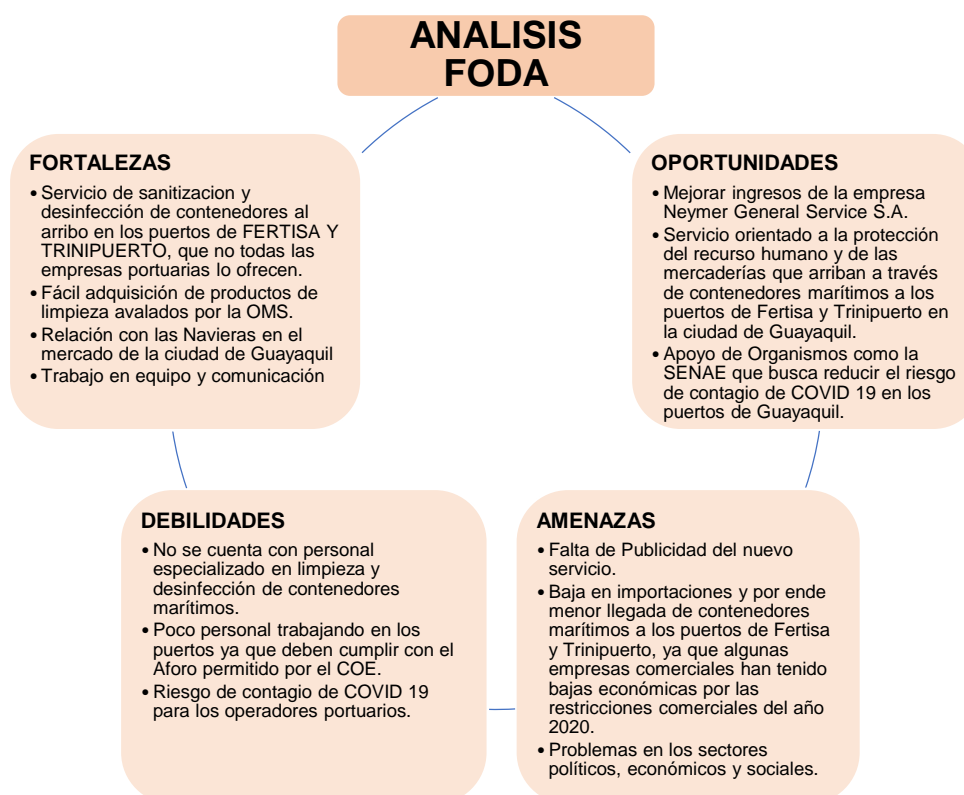 ANALISIS
FODA
FORTALEZAS
• Servicio de sanitizacion y
desinfección de contenedores al
arribo en los puertos de FERTISA Y
TRINIPUERTO, que no todas las
empresas portuarias lo ofrecen.
• Fácil adquisición de productos de
limpieza avalados por la OMS.
• Relación con las Navieras en el
mercado de la ciudad de Guayaquil
• Trabajo en equipo y comunicación
OPORTUNIDADES
• Mejorar ingresos de la empresa
Neymer General Service S.A.
• Servicio orientado a la protección
del recurso humano y de las
mercaderías que arriban a través
de contenedores marítimos a los
puertos de Fertisa y Trinipuerto en
la ciudad de Guayaquil.
• Apoyo de Organismos como la
SENAE que busca reducir el riesgo
de contagio de COVID 19 en los
puertos de Guayaquil.
DEBILIDADES
• No se cuenta con personal
especializado en limpieza y
desinfección de contenedores
marítimos.
• Poco personal trabajando en los
puertos ya que deben cumplir con el
Aforo permitido por el COE.
• Riesgo de contagio de COVID 19
para los operadores portuarios.
AMENAZAS
• Falta de Publicidad del nuevo
servicio.
• Baja en importaciones y por ende
menor llegada de contenedores
marítimos a los puertos de Fertisa
y Trinipuerto, ya que algunas
empresas comerciales han tenido
bajas económicas por las
restricciones comerciales del año
2020.
• Problemas en los sectores
políticos, económicos y sociales.